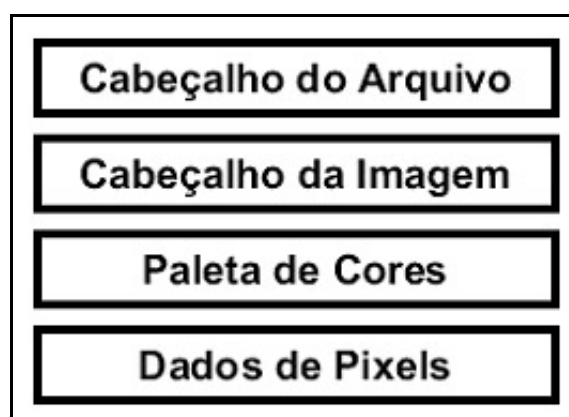 Cabeçalho do Arquivo
Cabeçalho da Imagem
Paleta de Cores
Dados de Pixels